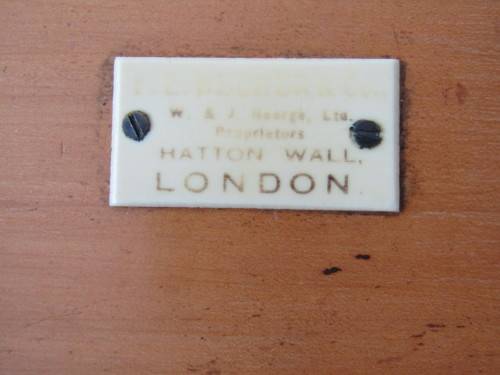 W. & J. George, Ltd.
Proprietors
HATTON WALL,
LONDON